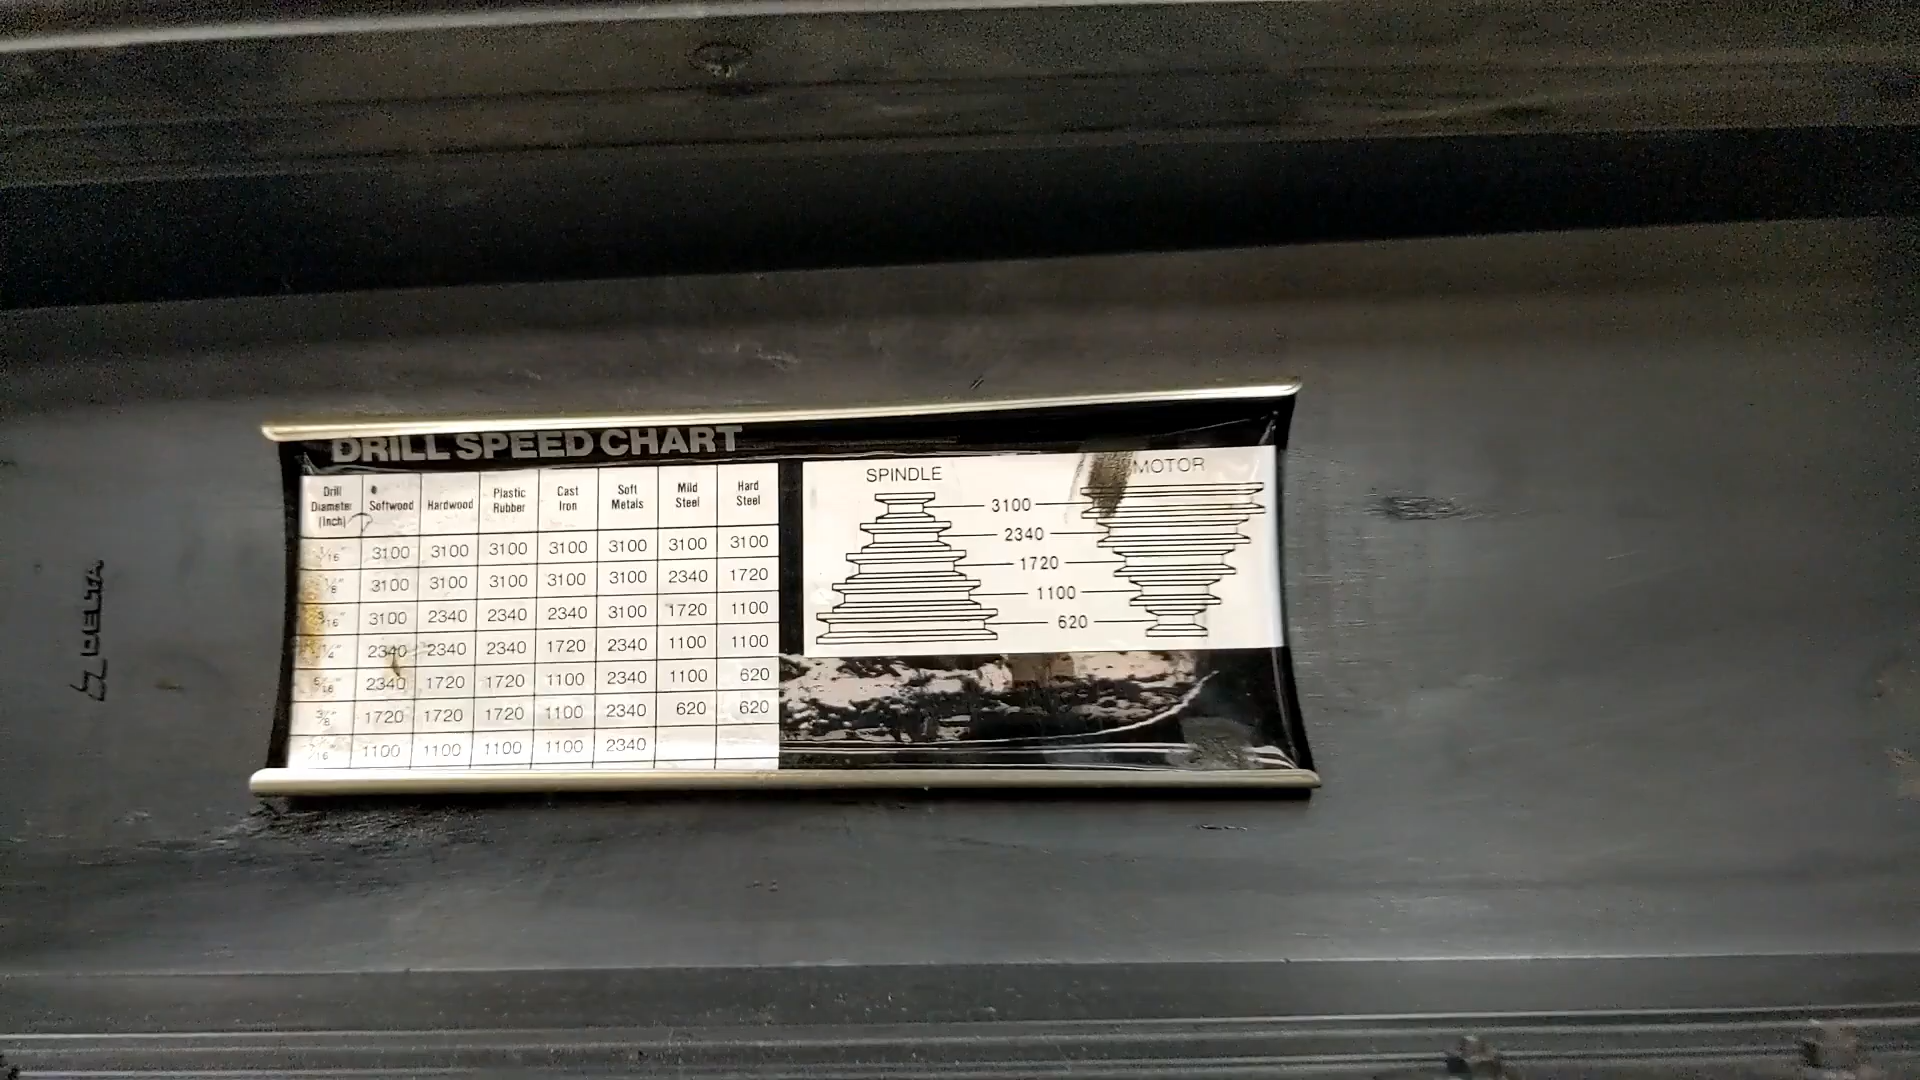 DRILL SPEED CHART
Drill Diameter (Inch) Softwood Hardwood Plastic Rubber Cast Iron Soft Metals Mild Steel Hard Steel
1/16" 3100 3100 3100 3100 3100 3100 3100
1/8" 3100 3100 3100 3100 3100 2340 1720
3/16" 3100 2340 2340 2340 3100 1720 1100
1/4" 2340 2340 2340 1720 2340 1100 1100
5/16" 2340 1720 1720 1100 2340 1100 620
3/8" 1720 1720 1720 1100 2340 620 620
7/16" 1100 1100 1100 1100 2340
SPINDLE MOTOR
3100
2340
1720
1100
620
DELTA